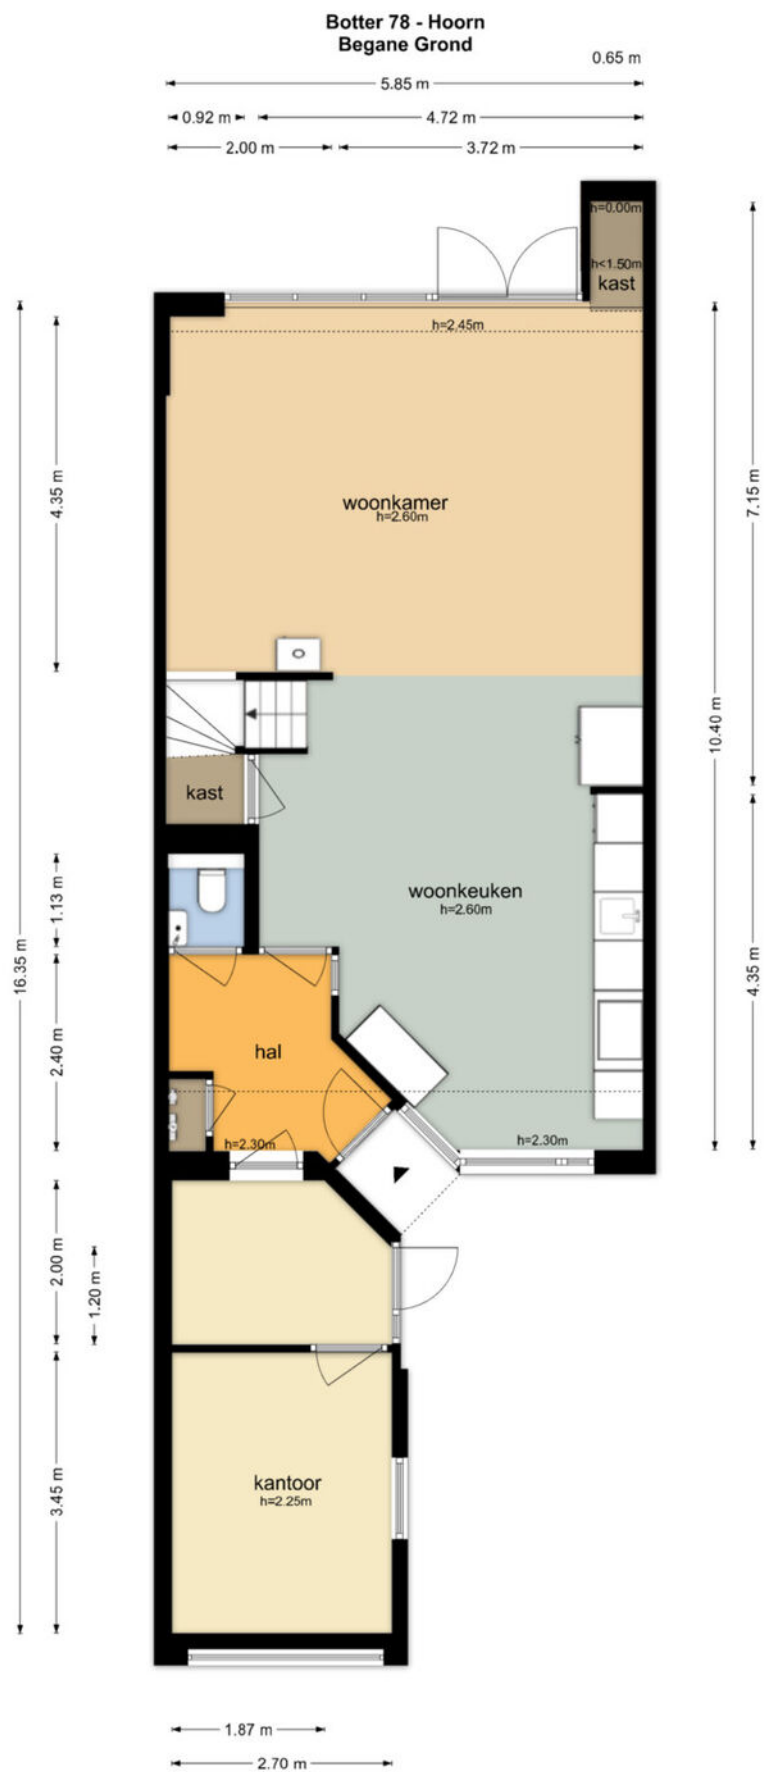 Botter 78 - Hoorn
Begane Grond
0.65 m
5.85 m
0.92 m
4.72 m
2.00 m
3.72 m
h=0.00m
h<1.50m
kast
h=2.45m
4.35 m
woonkamer
h=2.60m
7.15 m
10.40 m
kast
woonkeuken
h=2.60m
1.13 m
16.35 m
4.35 m
2.40 m
hal
h=2.30m
h=2.30m
2.00 m
1.20 m
kantoor
h=2.25m
3.45 m
1.87 m
2.70 m